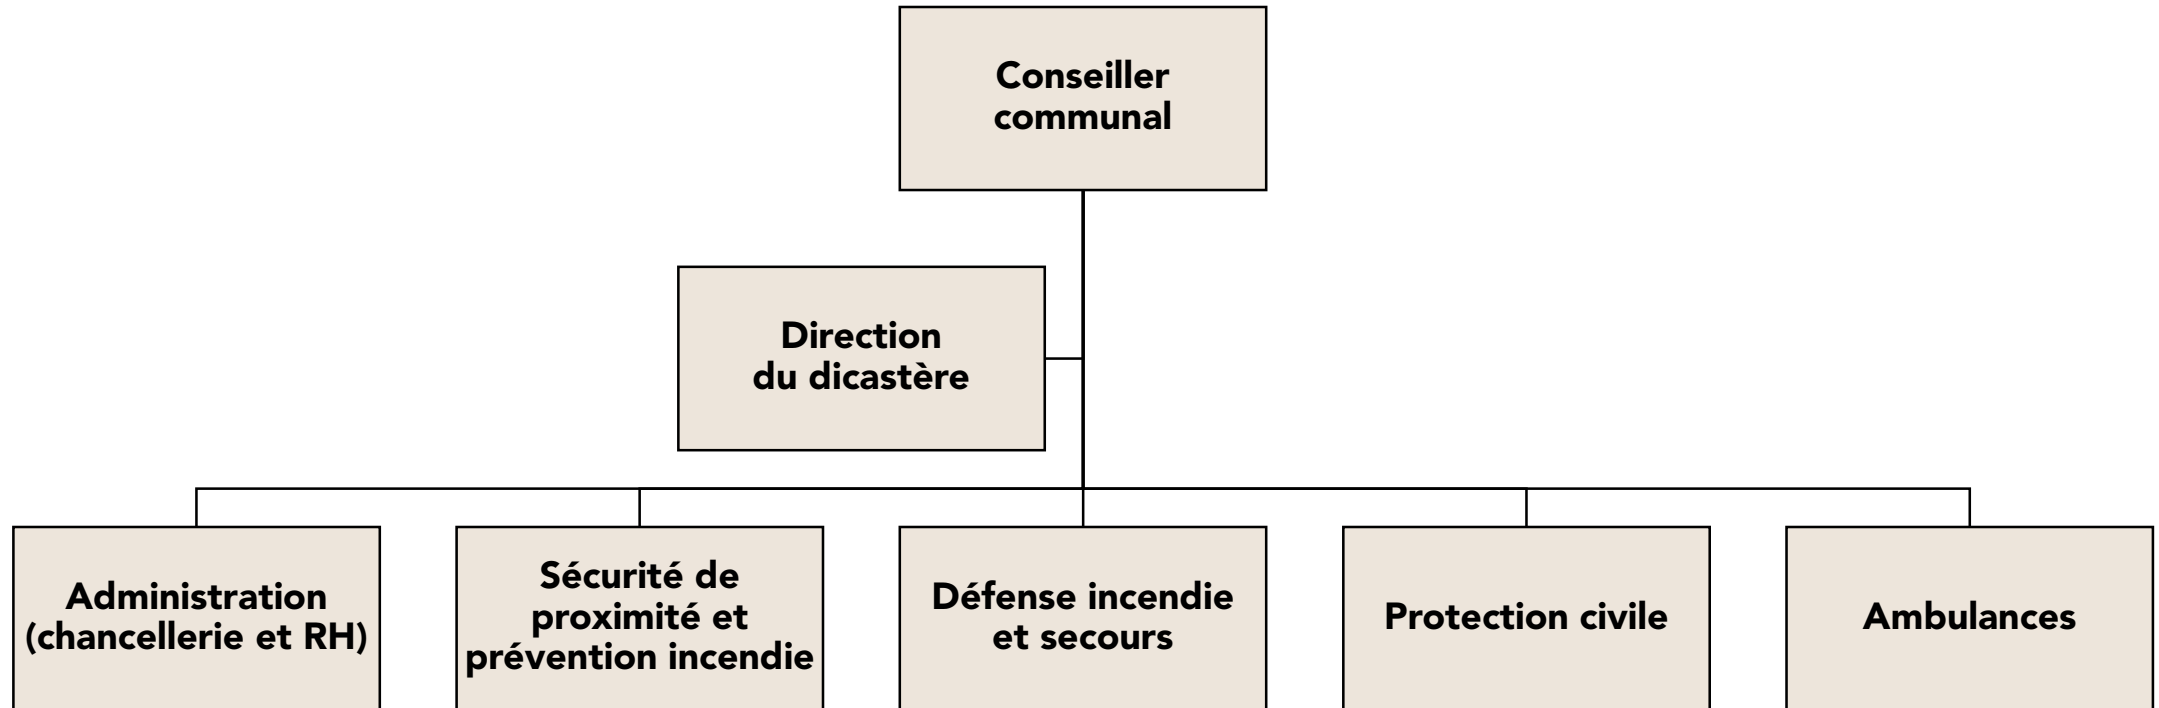 Conseiller
communal
Direction
du dicastère
Administration
(chancellerie et RH)
Sécurité de
proximité et
prévention incendie
Défense incendie
et secours
Protection civile
Ambulances